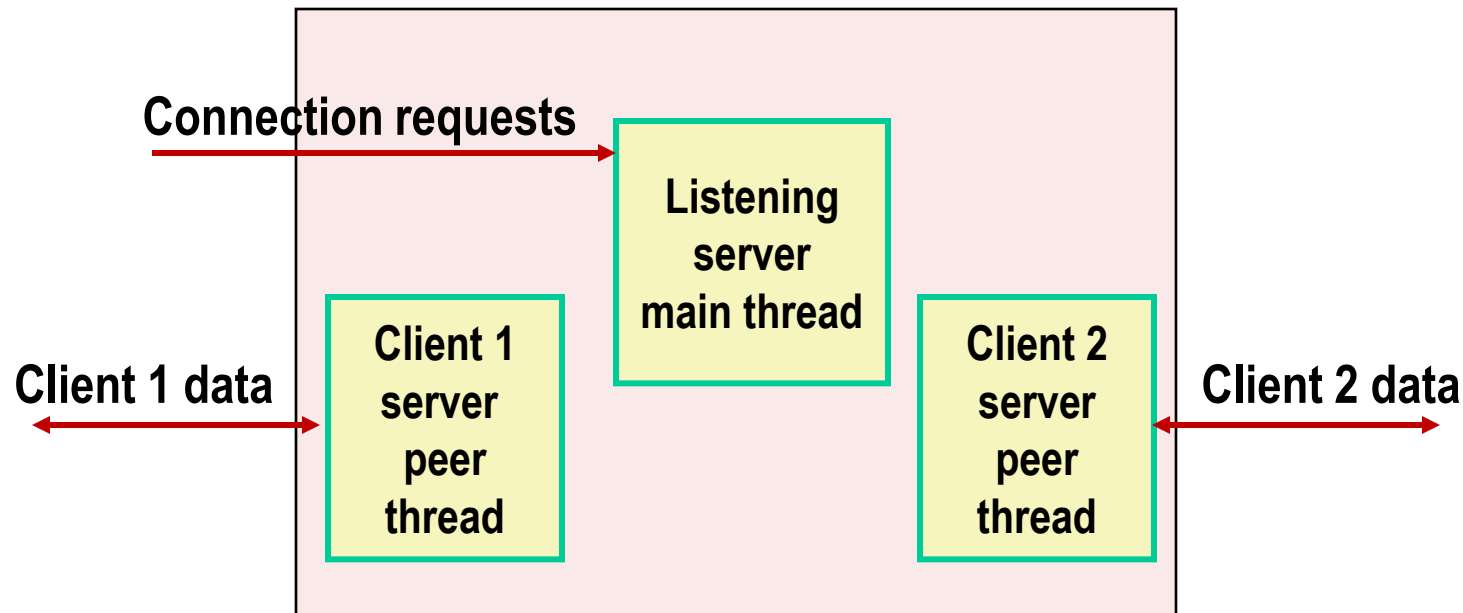 Connection requests
Listening
server
main thread
Client 1 data
Client 1
server
peer
thread
Client 2
server
peer
thread
Client 2 data